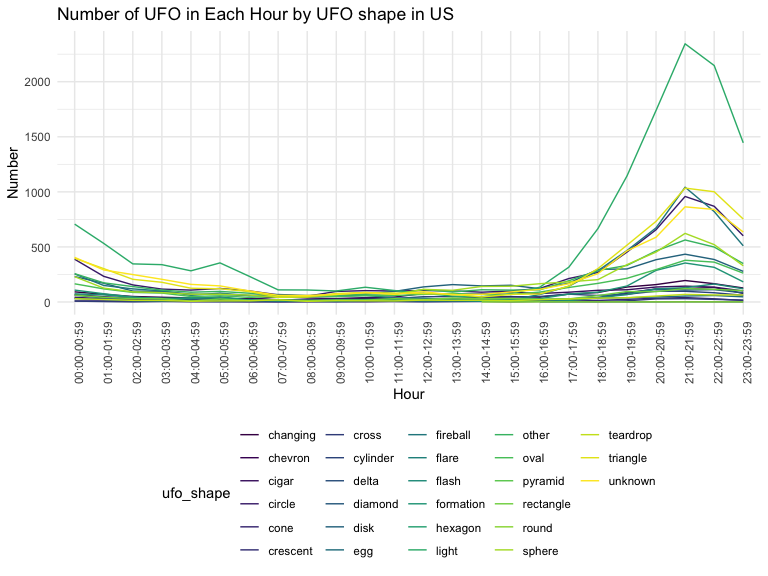 Number of UFO in Each Hour by UFO shape in US
Number
2000
1500
1000
500
0
00:00-00:59
01:00-01:59
02:00-02:59
03:00-03:59
04:00-04:59
05:00-05:59
06:00-06:59
07:00-07:59
08:00-08:59
09:00-09:59
10:00-10:59
11:00-11:59
12:00-12:59
13:00-13:59
14:00-14:59
15:00-15:59
16:00-16:59
17:00-17:59
18:00-18:59
19:00-19:59
20:00-20:59
21:00-21:59
22:00-22:59
23:00-23:59
Hour
ufo_shape
changing
chevron
cigar
circle
cone
crescent
cross
cylinder
delta
diamond
disk
egg
fireball
flare
flash
formation
hexagon
light
other
oval
pyramid
rectangle
round
sphere
teardrop
triangle
unknown